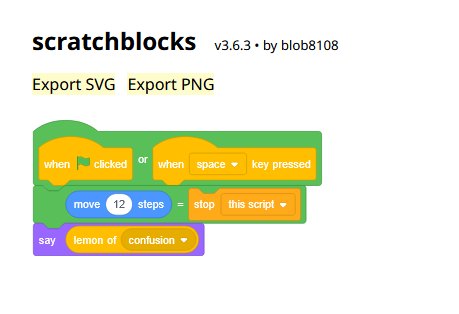 scratchblocks v3.6.3 • by blob8108
Export SVG Export PNG
when clicked or when space key pressed
move 12 steps = stop this script
say lemon of confusion